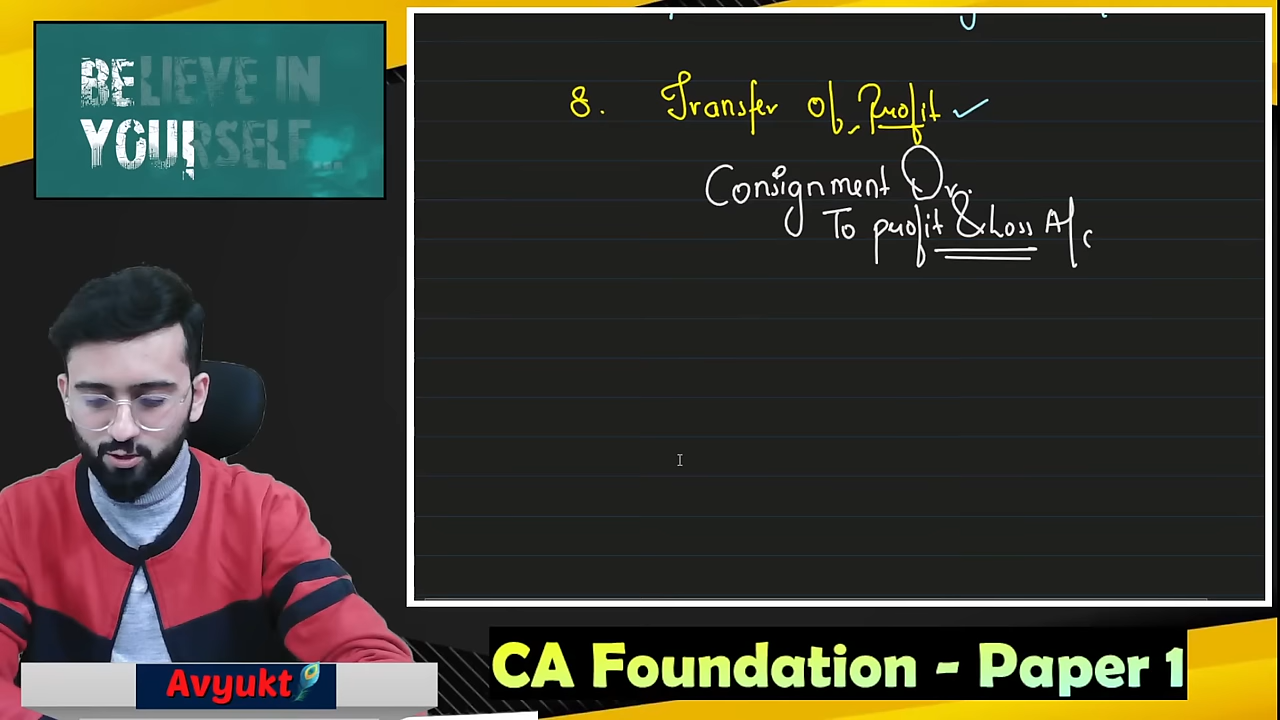 BELIEVE IN
YOURSELF...
8. Transfer of Profit
Consignment Dr.
To profit & Loss A/c
Avyukt
CA Foundation - Paper 1